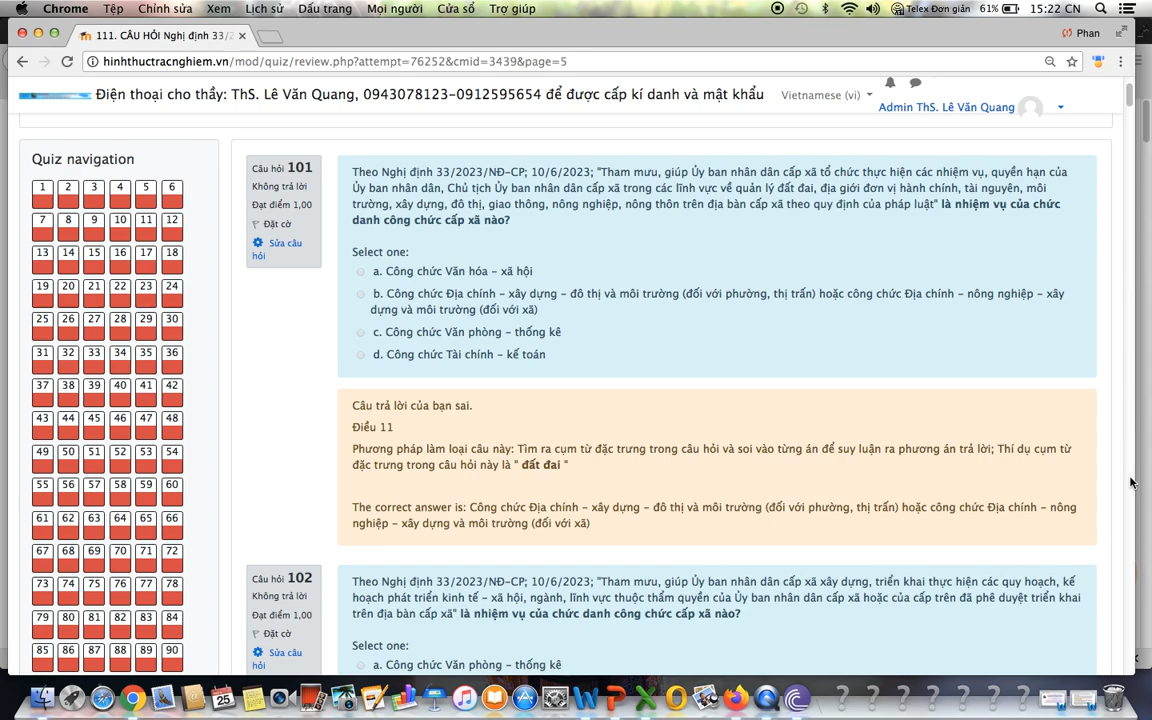 Chrome Tệp Chỉnh sửa Xem Lịch sử Dấu trang Mọi người Cửa sổ Trợ giúp Telex Đơn giản 61% 15:22 CN
111. CÂU HỎI Nghị định 33/2 Phan
hinhthuctracnghiem.vn/mod/quiz/review.php?attempt=76252&cmid=3439&page=5
Điện thoại cho thầy: ThS. Lê Văn Quang, 0943078123-0912595654 để được cấp kí danh và mật khẩu Vietnamese (vi)
Admin ThS. Lê Văn Quang
Quiz navigation
1 2 3 4 5 6
7 8 9 10 11 12
13 14 15 16 17 18
19 20 21 22 23 24
25 26 27 28 29 30
31 32 33 34 35 36
37 38 39 40 41 42
43 44 45 46 47 48
49 50 51 52 53 54
55 56 57 58 59 60
61 62 63 64 65 66
67 68 69 70 71 72
73 74 75 76 77 78
79 80 81 82 83 84
85 86 87 88 89 90
Câu hỏi 101
Không trả lời
Đạt điểm 1,00
Đặt cờ
Sửa câu
hỏi
Theo Nghị định 33/2023/NĐ-CP; 10/6/2023; "Tham mưu, giúp Ủy ban nhân dân cấp xã tổ chức thực hiện các nhiệm vụ, quyền hạn của
Ủy ban nhân dân, Chủ tịch Ủy ban nhân dân cấp xã trong các lĩnh vực về quản lý đất đai, địa giới đơn vị hành chính, tài nguyên, môi
trường, xây dựng, đô thị, giao thông, nông nghiệp, nông thôn trên địa bàn cấp xã theo quy định của pháp luật" là nhiệm vụ của chức
danh công chức cấp xã nào?
Select one:
a. Công chức Văn hóa - xã hội
b. Công chức Địa chính - xây dựng - đô thị và môi trường (đối với phường, thị trấn) hoặc công chức Địa chính - nông nghiệp - xây
dựng và môi trường (đối với xã)
c. Công chức Văn phòng - thống kê
d. Công chức Tài chính - kế toán
Câu trả lời của bạn sai.
Điều 11
Phương pháp làm loại câu này: Tìm ra cụm từ đặc trưng trong câu hỏi và soi vào từng án để suy luận ra phương án trả lời; Thí dụ cụm từ
đặc trưng trong câu hỏi này là " đất đai "
The correct answer is: Công chức Địa chính - xây dựng - đô thị và môi trường (đối với phường, thị trấn) hoặc công chức Địa chính - nông
nghiệp - xây dựng và môi trường (đối với xã)
Câu hỏi 102
Không trả lời
Đạt điểm 1,00
Đặt cờ
Sửa câu
hỏi
Theo Nghị định 33/2023/NĐ-CP; 10/6/2023; "Tham mưu, giúp Ủy ban nhân dân cấp xã xây dựng, triển khai thực hiện các quy hoạch, kế
hoạch phát triển kinh tế - xã hội, ngành, lĩnh vực thuộc thẩm quyền của Ủy ban nhân dân cấp xã hoặc của cấp trên đã phê duyệt triển khai
trên địa bàn cấp xã" là nhiệm vụ của chức danh công chức cấp xã nào?
Select one:
a. Công chức Văn phòng - thống kê